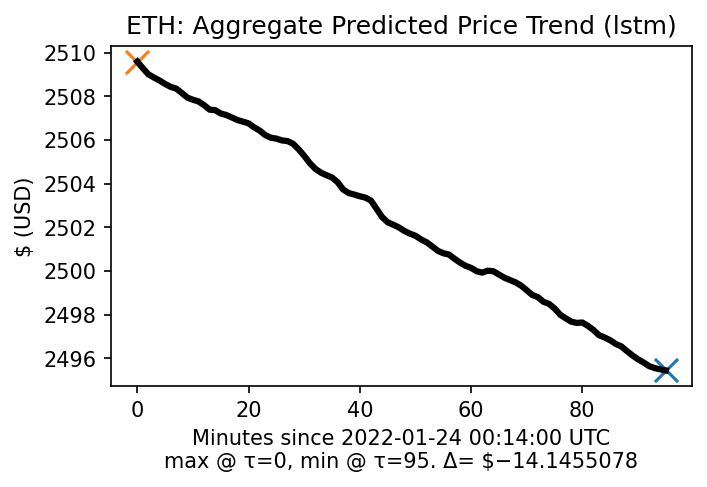 ETH: Aggregate Predicted Price Trend (lstm)
$ (USD)
2510
2508
2506
2504
2502
2500
2498
2496
0 20 40 60 80
Minutes since 2022-01-24 00:14:00 UTC
max @ τ=0, min @ τ=95. Δ= $−14.1455078